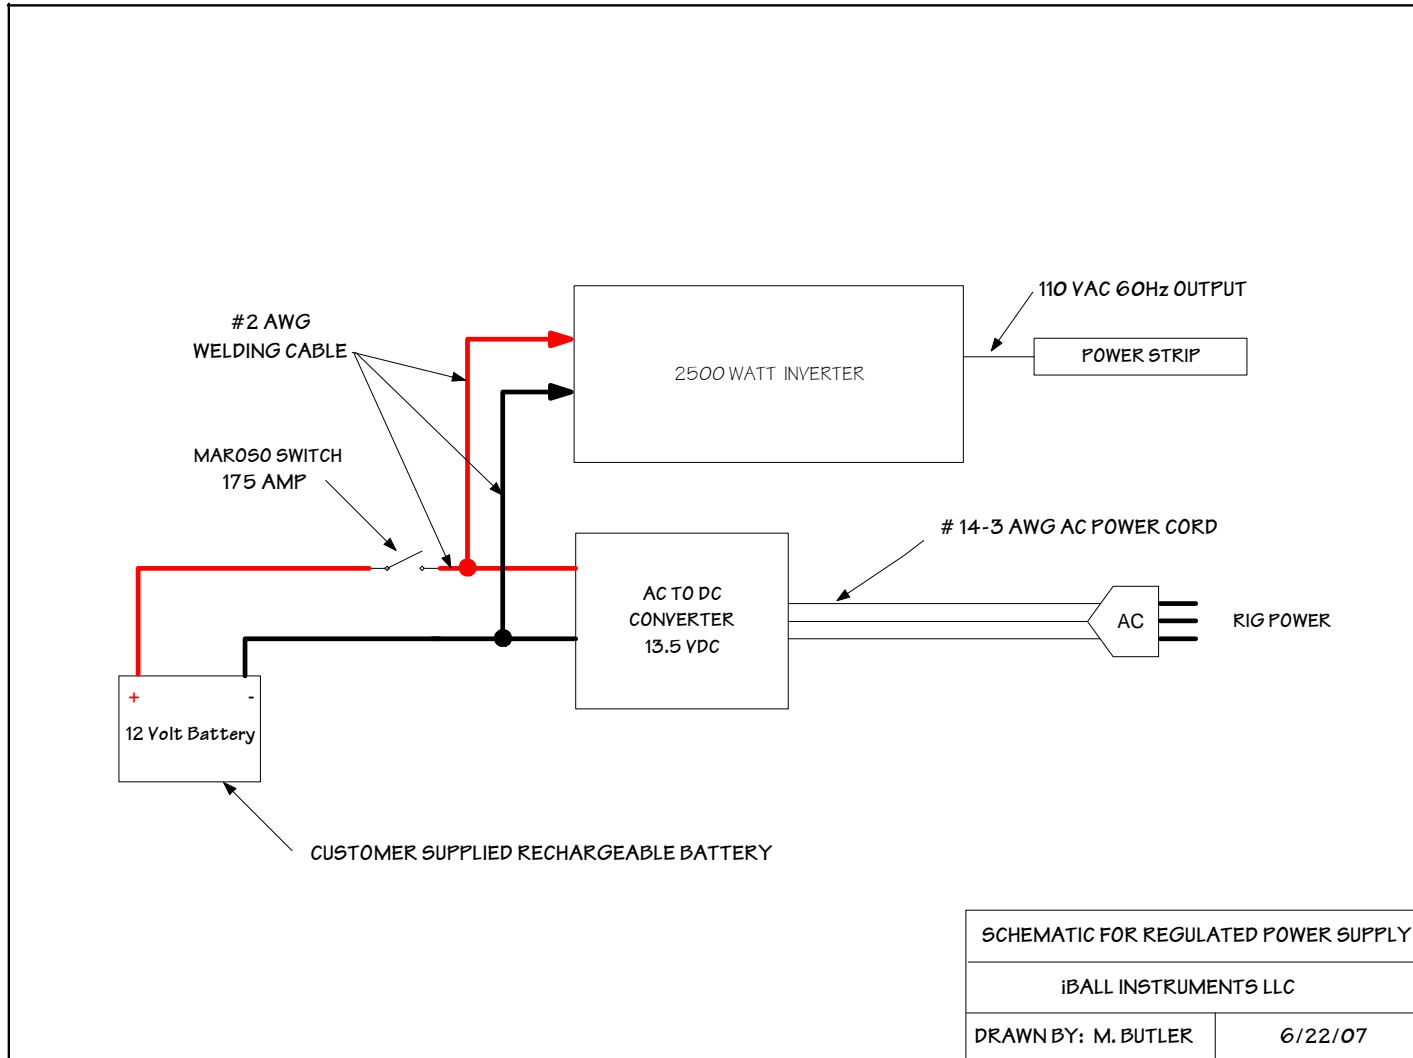 110 VAC 60Hz OUTPUT
#2 AWG
WELDING CABLE
POWER STRIP
2500 WATT INVERTER
MAROSO SWITCH
175 AMP
# 14-3 AWG AC POWER CORD
AC TO DC
CONVERTER
13.5 VDC
AC
RIG POWER
+ -
12 Volt Battery
CUSTOMER SUPPLIED RECHARGEABLE BATTERY
SCHEMATIC FOR REGULATED POWER SUPPLY
iBALL INSTRUMENTS LLC
DRAWN BY: M. BUTLER 6/22/07